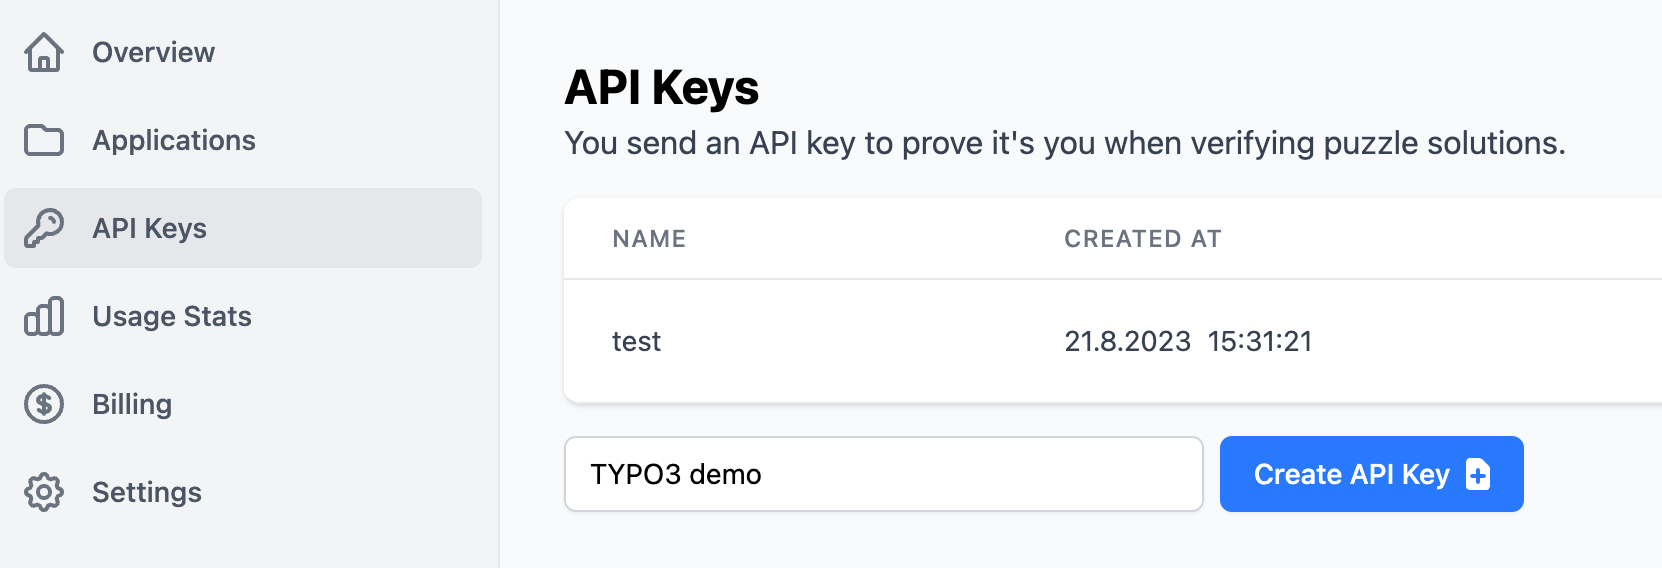 Overview
Applications
API Keys
Usage Stats
Billing
Settings
API Keys
You send an API key to prove it's you when verifying puzzle solutions.
NAME CREATED AT
test 21.8.2023 15:31:21
TYPO3 demo Create API Key